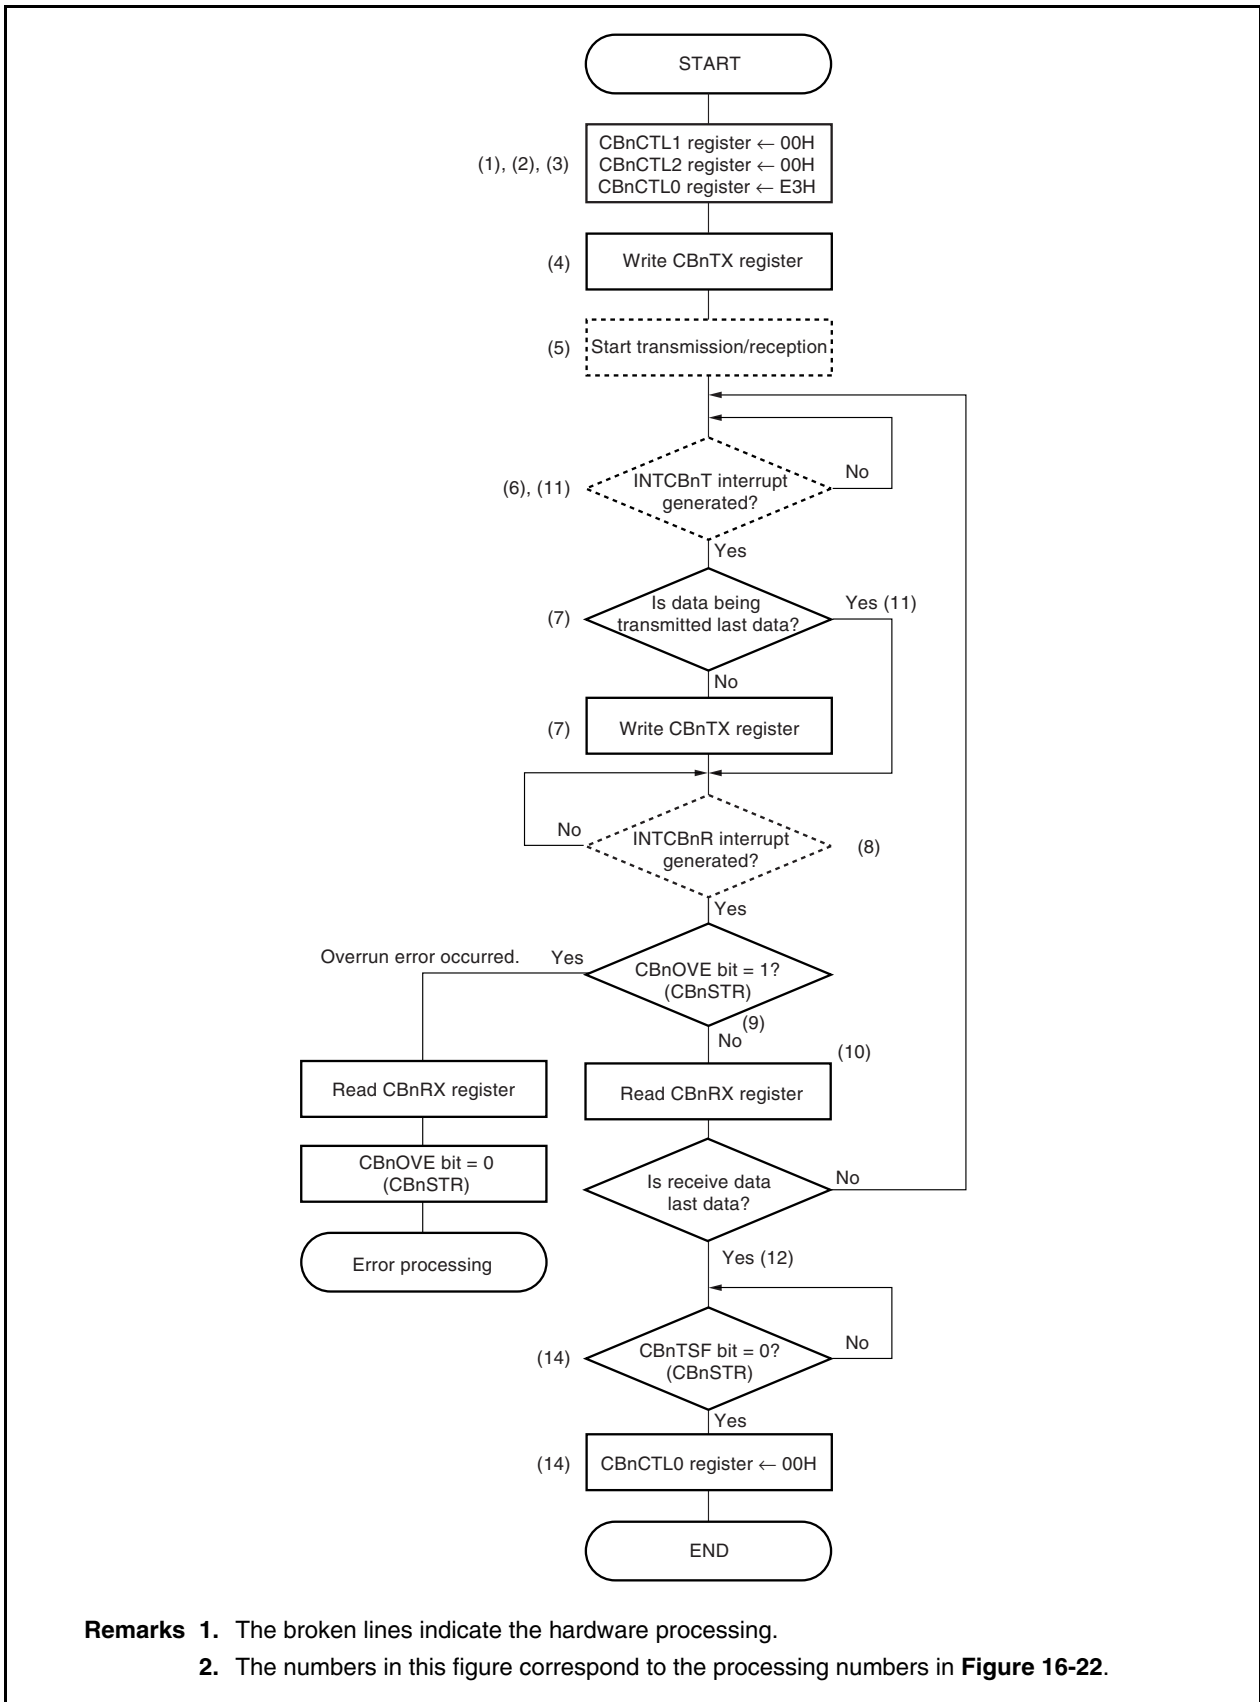 START
(1), (2), (3)
CBnCTL1 register ← 00H
CBnCTL2 register ← 00H
CBnCTL0 register ← E3H
(4)
Write CBnTX register
(5)
Start transmission/reception
(6), (11)
INTCBnT interrupt
generated?
No
Yes
(7)
Is data being
transmitted last data?
Yes (11)
No
(7)
Write CBnTX register
No
INTCBnR interrupt
generated?
(8)
Yes
Overrun error occurred.
Yes
CBnOVE bit = 1?
(CBnSTR)
(9)
No
(10)
Read CBnRX register
Read CBnRX register
CBnOVE bit = 0
(CBnSTR)
Is receive data
last data?
No
Error processing
Yes (12)
(14)
CBnTSF bit = 0?
(CBnSTR)
No
Yes
(14)
CBnCTL0 register ← 00H
END
Remarks 1. The broken lines indicate the hardware processing.
2. The numbers in this figure correspond to the processing numbers in Figure 16-22.